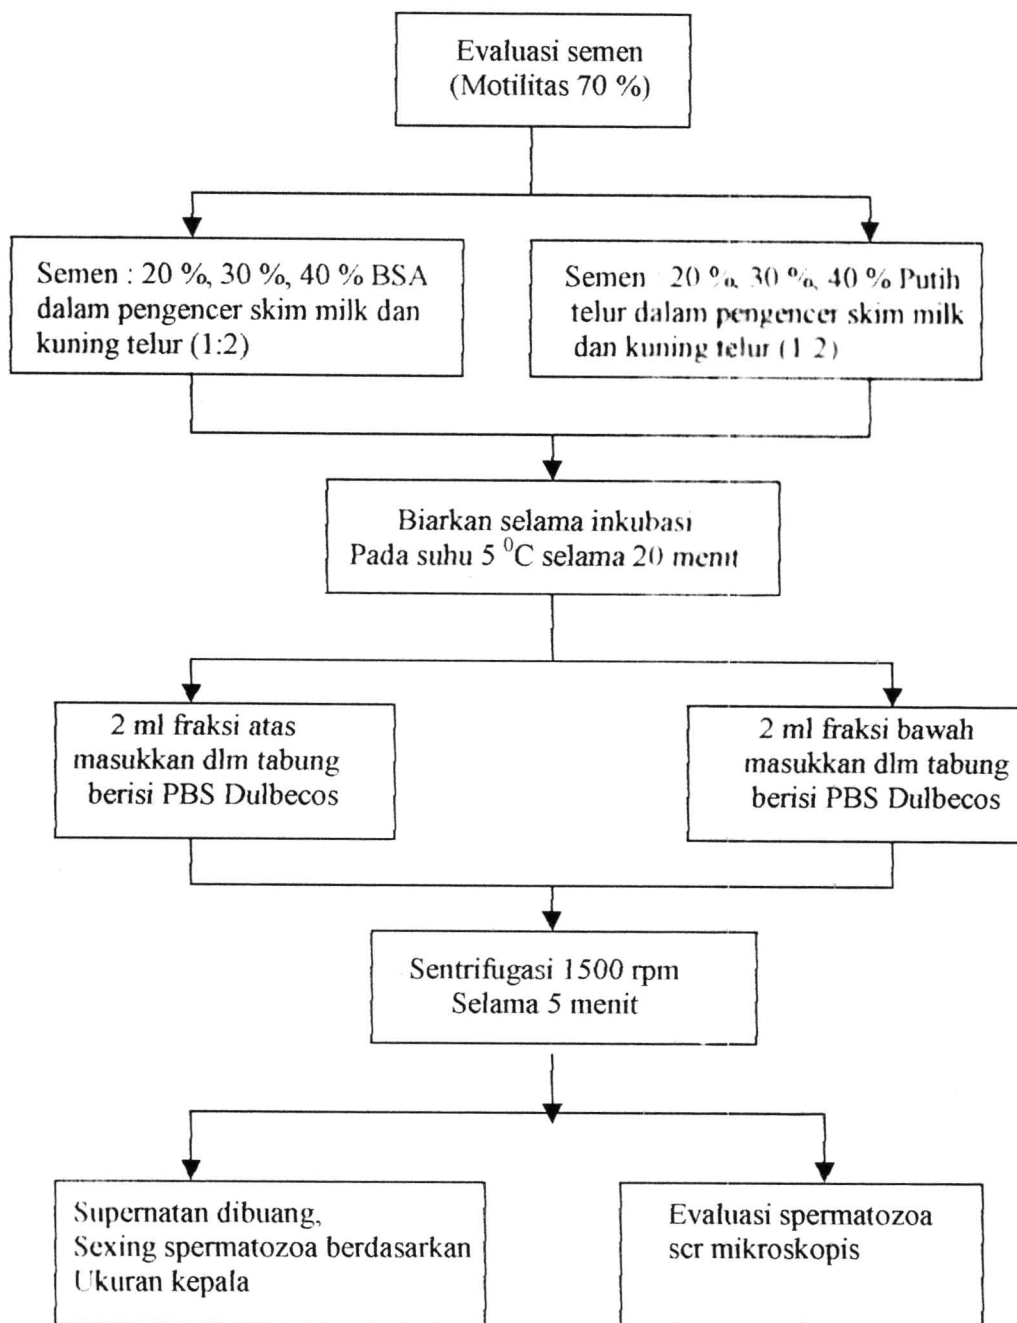 Evaluasi semen
(Motilitas 70 %)
Semen : 20 %, 30 %, 40 % BSA
dalam pengencer skim milk dan
kuning telur (1:2)
Semen : 20 %, 30 %, 40 % Putih
telur dalam pengencer skim milk
dan kuning telur (1 2)
Biarkan selama inkubasi
Pada suhu 5 ⁰C selama 20 menit
2 ml fraksi atas
masukkan dlm tabung
berisi PBS Dulbecos
2 ml fraksi bawah
masukkan dlm tabung
berisi PBS Dulbecos
Sentrifugasi 1500 rpm
Selama 5 menit
Supernatan dibuang,
Sexing spermatozoa berdasarkan
Ukuran kepala
Evaluasi spermatozoa
scr mikroskopis